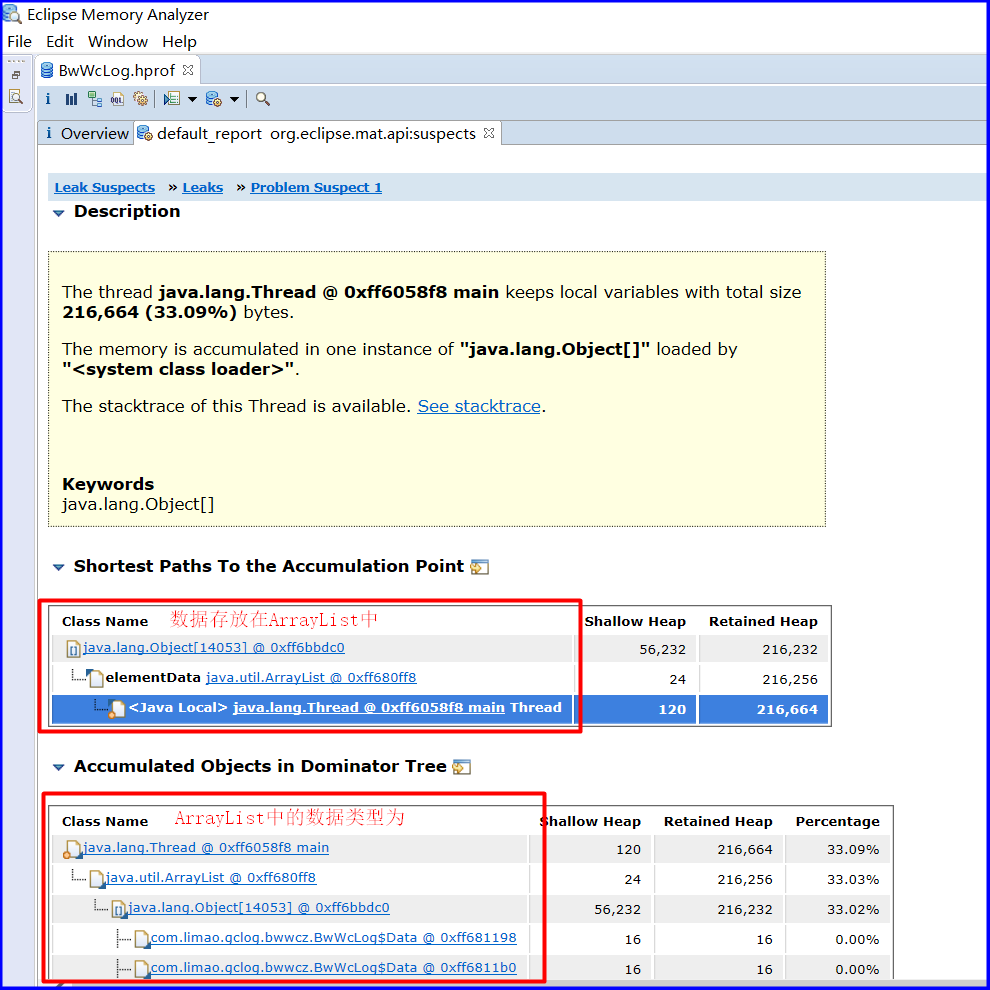 Eclipse Memory Analyzer
File Edit Window Help
BwWcLog.hprof
i OQL
i Overview default_report org.eclipse.mat.api:suspects
Leak Suspects » Leaks » Problem Suspect 1
Description
The thread java.lang.Thread @ 0xff6058f8 main keeps local variables with total size
216,664 (33.09%) bytes.
The memory is accumulated in one instance of "java.lang.Object[]" loaded by
"<system class loader>".
The stacktrace of this Thread is available. See stacktrace.
Keywords
java.lang.Object[]
Shortest Paths To the Accumulation Point
Class Name 数据存放在ArrayList中 Shallow Heap Retained Heap
java.lang.Object[14053] @ 0xff6bbdc0 56,232 216,232
elementData java.util.ArrayList @ 0xff680ff8 24 216,256
<Java Local> java.lang.Thread @ 0xff6058f8 main Thread 120 216,664
Accumulated Objects in Dominator Tree
Class Name ArrayList中的数据类型为 Shallow Heap Retained Heap Percentage
java.lang.Thread @ 0xff6058f8 main 120 216,664 33.09%
java.util.ArrayList @ 0xff680ff8 24 216,256 33.03%
java.lang.Object[14053] @ 0xff6bbdc0 56,232 216,232 33.02%
com.limao.gclog.bwwcz.BwWcLog$Data @ 0xff681198 16 16 0.00%
com.limao.gclog.bwwcz.BwWcLog$Data @ 0xff6811b0 16 16 0.00%